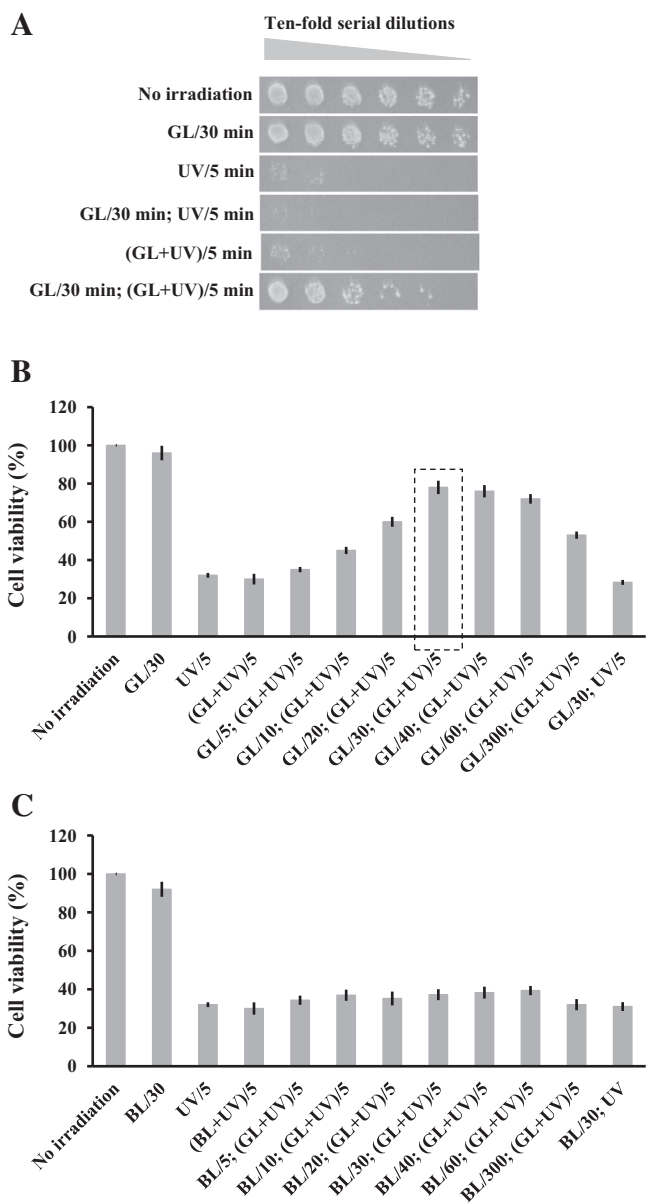 A
Ten-fold serial dilutions
No irradiation
GL/30 min
UV/5 min
GL/30 min; UV/5 min
(GL+UV)/5 min
GL/30 min; (GL+UV)/5 min
B
Cell viability (%)
120
100
80
60
40
20
0
No irradiation
GL/30
UV/5
(GL+UV)/5
GL/5; (GL+UV)/5
GL/10; (GL+UV)/5
GL/20; (GL+UV)/5
GL/30; (GL+UV)/5
GL/40; (GL+UV)/5
GL/60; (GL+UV)/5
GL/300; (GL+UV)/5
GL/30; UV/5
C
Cell viability (%)
120
100
80
60
40
20
0
No irradiation
BL/30
UV/5
(BL+UV)/5
BL/5; (GL+UV)/5
BL/10; (GL+UV)/5
BL/20; (GL+UV)/5
BL/30; (GL+UV)/5
BL/40; (GL+UV)/5
BL/60; (GL+UV)/5
BL/300; (GL+UV)/5
BL/30; UV